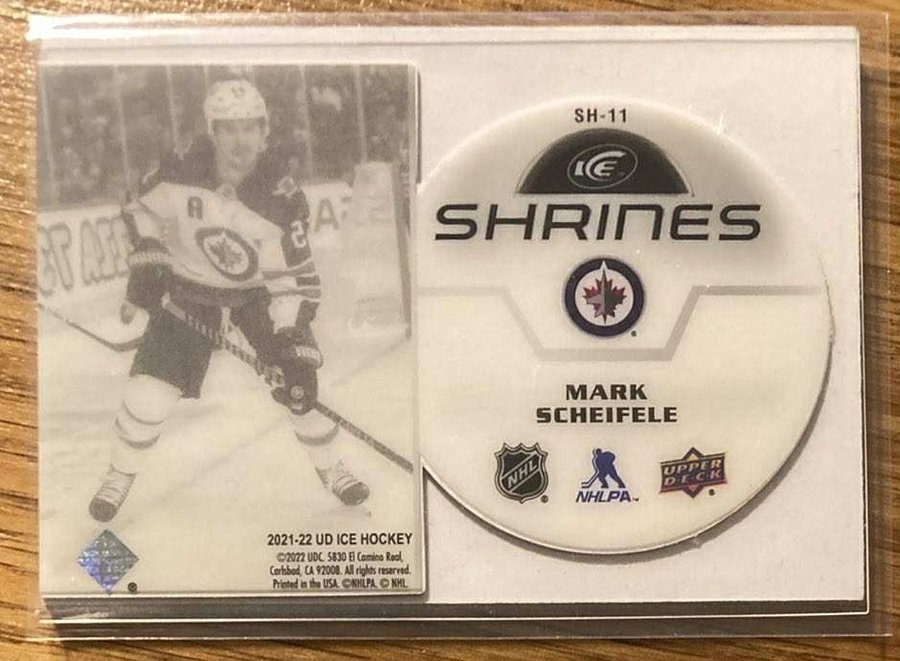 A
2
2021-22 UD ICE HOCKEY
©2022 UDC. 5830 El Camino Real,
Carlsbad, CA 92008. All rights reserved.
Printed in the USA. ©NHLPA. © NHL.
SH-11
ICE
SHRINES
MARK
SCHEIFELE
NHL
NHLPA
UPPER
DECK